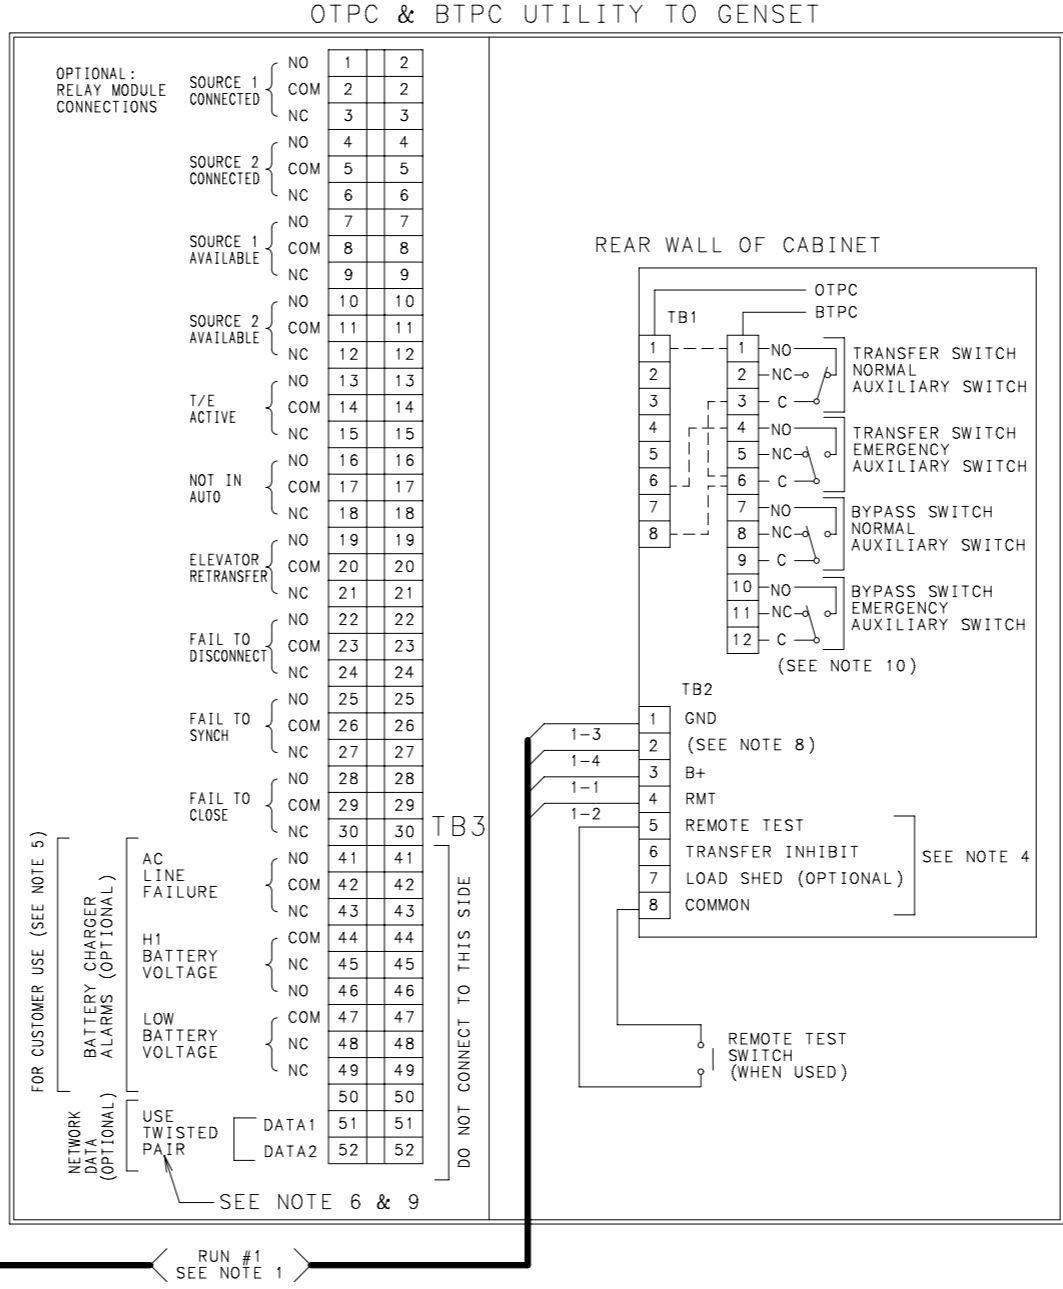 OTPC & BTPC UTILITY TO GENSET
OPTIONAL:
RELAY MODULE
CONNECTIONS
SOURCE 1
CONNECTED
NO 1 2
COM 2 2
NC 3 3
SOURCE 2
CONNECTED
NO 4 4
COM 5 5
NC 6 6
SOURCE 1
AVAILABLE
NO 7 7
COM 8 8
NC 9 9
SOURCE 2
AVAILABLE
NO 10 10
COM 11 11
NC 12 12
T/E
ACTIVE
NO 13 13
COM 14 14
NC 15 15
NOT IN
AUTO
NO 16 16
COM 17 17
NC 18 18
ELEVATOR
RETRANSFER
NO 19 19
COM 20 20
NC 21 21
FAIL TO
DISCONNECT
NO 22 22
COM 23 23
NC 24 24
FAIL TO
SYNCH
NO 25 25
COM 26 26
NC 27 27
FAIL TO
CLOSE
NO 28 28
COM 29 29
NC 30 30
TB3
FOR CUSTOMER USE (SEE NOTE 5)
BATTERY CHARGER
ALARMS (OPTIONAL)
AC
LINE
FAILURE
NO 41 41
COM 42 42
NC 43 43
H1
BATTERY
VOLTAGE
COM 44 44
NC 45 45
NO 46 46
LOW
BATTERY
VOLTAGE
COM 47 47
NC 48 48
NC 49 49
50 50
NETWORK
DATA
(OPTIONAL)
USE
TWISTED
PAIR
DATA1 51 51
DATA2 52 52
DO NOT CONNECT TO THIS SIDE
SEE NOTE 6 & 9
RUN #1
SEE NOTE 1
REAR WALL OF CABINET
OTPC
BTPC
TB1
1
2
3
4
5
6
7
8
1 NO
2 NC
3 C
TRANSFER SWITCH
NORMAL
AUXILIARY SWITCH
4 NO
5 NC
6 C
TRANSFER SWITCH
EMERGENCY
AUXILIARY SWITCH
7 NO
8 NC
9 C
BYPASS SWITCH
NORMAL
AUXILIARY SWITCH
10 NO
11 NC
12 C
BYPASS SWITCH
EMERGENCY
AUXILIARY SWITCH
(SEE NOTE 10)
TB2
1-3
1-4
1-1
1-2
1 GND
2 (SEE NOTE 8)
3 B+
4 RMT
5 REMOTE TEST
6 TRANSFER INHIBIT
7 LOAD SHED (OPTIONAL)
8 COMMON
SEE NOTE 4
REMOTE TEST
SWITCH
(WHEN USED)